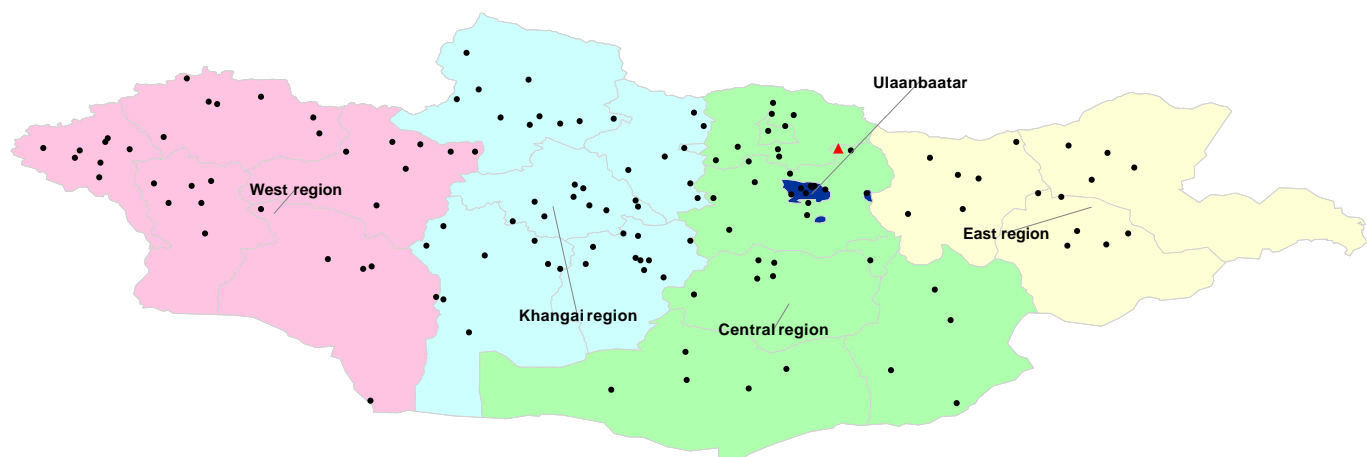 Ulaanbaatar
West region
East region
Khangai region
Central region